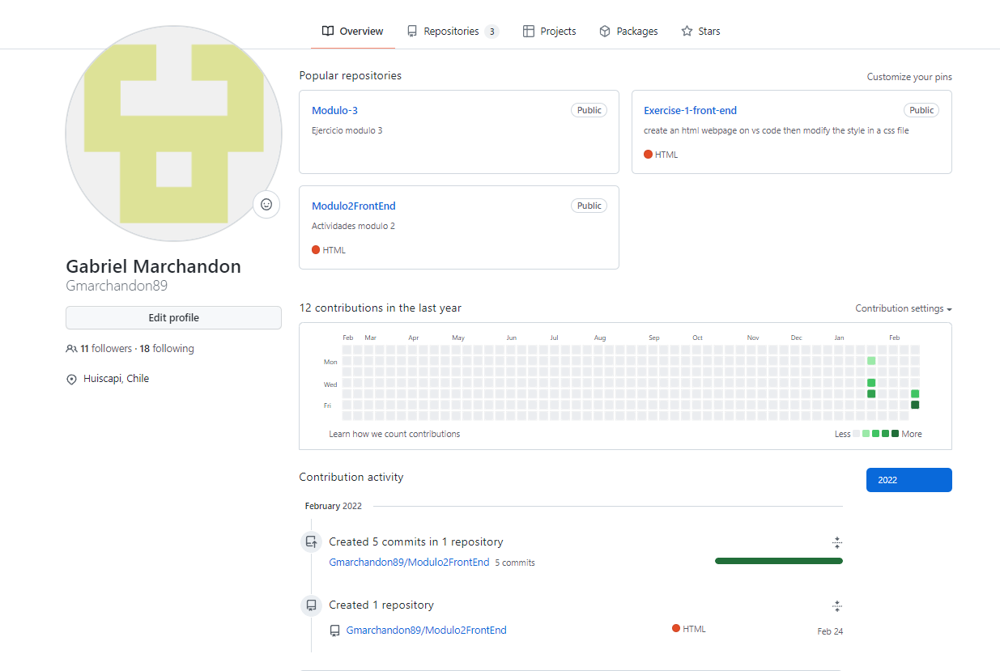 Overview Repositories 3 Projects Packages Stars
Gabriel Marchandon
Gmarchandon89
Edit profile
11 followers · 18 following
Huiscapi, Chile
Popular repositories
Customize your pins
Modulo-3 Public
Ejercicio modulo 3
Exercise-1-front-end Public
create an html webpage on vs code then modify the style in a css file
HTML
Modulo2FrontEnd Public
Actividades modulo 2
HTML
12 contributions in the last year
Contribution settings
Feb Mar Apr May Jun Jul Aug Sep Oct Nov Dec Jan Feb
Mon
Wed
Fri
Learn how we count contributions
Less More
Contribution activity
2022
February 2022
Created 5 commits in 1 repository
Gmarchandon89/Modulo2FrontEnd 5 commits
Created 1 repository
Gmarchandon89/Modulo2FrontEnd HTML Feb 24